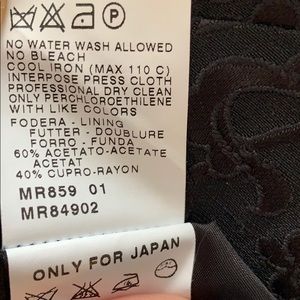 P
NO WATER WASH ALLOWED
NO BLEACH
COOL IRON (MAX 110 C)
INTERPOSE PRESS CLOTH
PROFESSIONAL DRY CLEAN
ONLY PERCHLOROETHILENE
WITH LIKE COLORS
FODERA - LINING
FUTTER - DOUBLURE
FORRO - FUNDA
60% ACETATO-ACETATE
ACETAT
40% CUPRO-RAYON
MR859 01
MR84902
ONLY FOR JAPAN